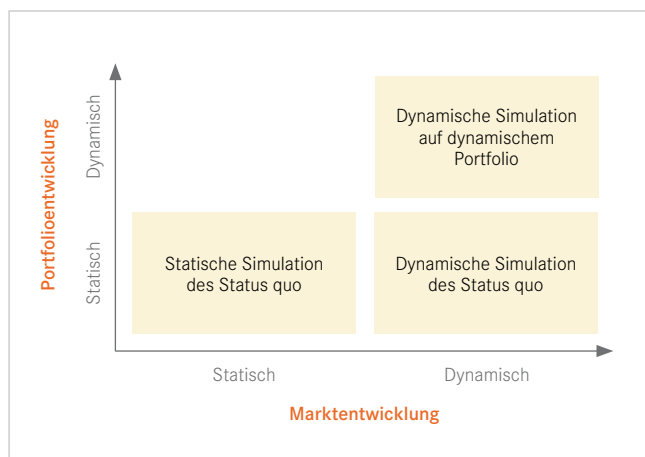 Portfolioentwicklung
Dynamisch
Statisch
Dynamische Simulation
auf dynamischem
Portfolio
Statische Simulation
des Status quo
Dynamische Simulation
des Status quo
Statisch
Dynamisch
Marktentwicklung